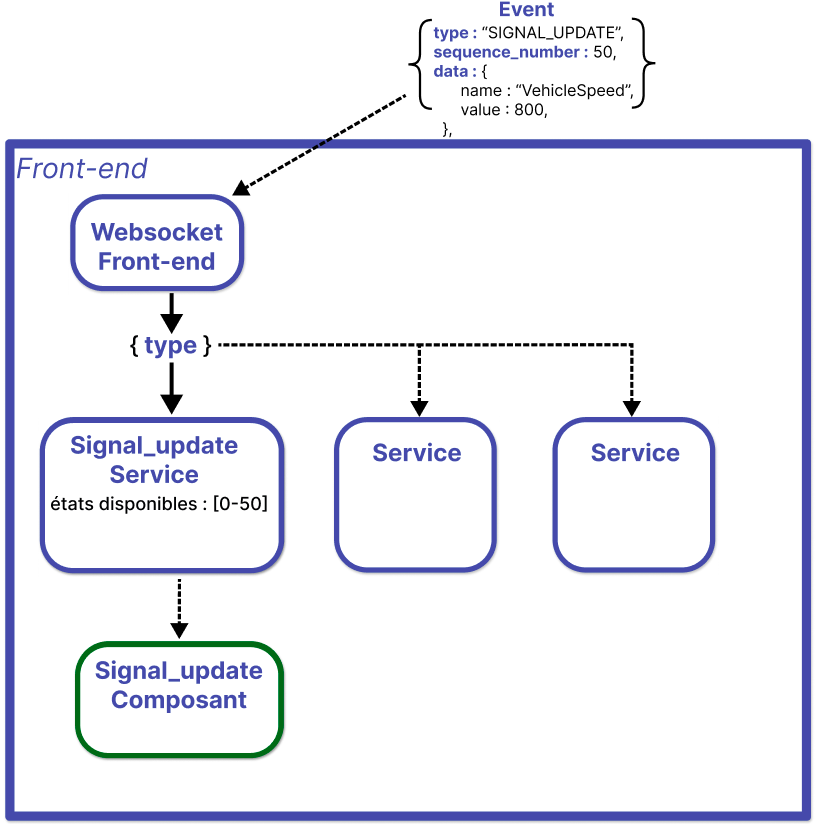 Event
type : “SIGNAL_UPDATE”,
sequence_number : 50,
data : {
name : “VehicleSpeed”,
value : 800,
},
Front-end
Websocket
Front-end
{ type }
Signal_update
Service
états disponibles : [0-50]
Service
Service
Signal_update
Composant